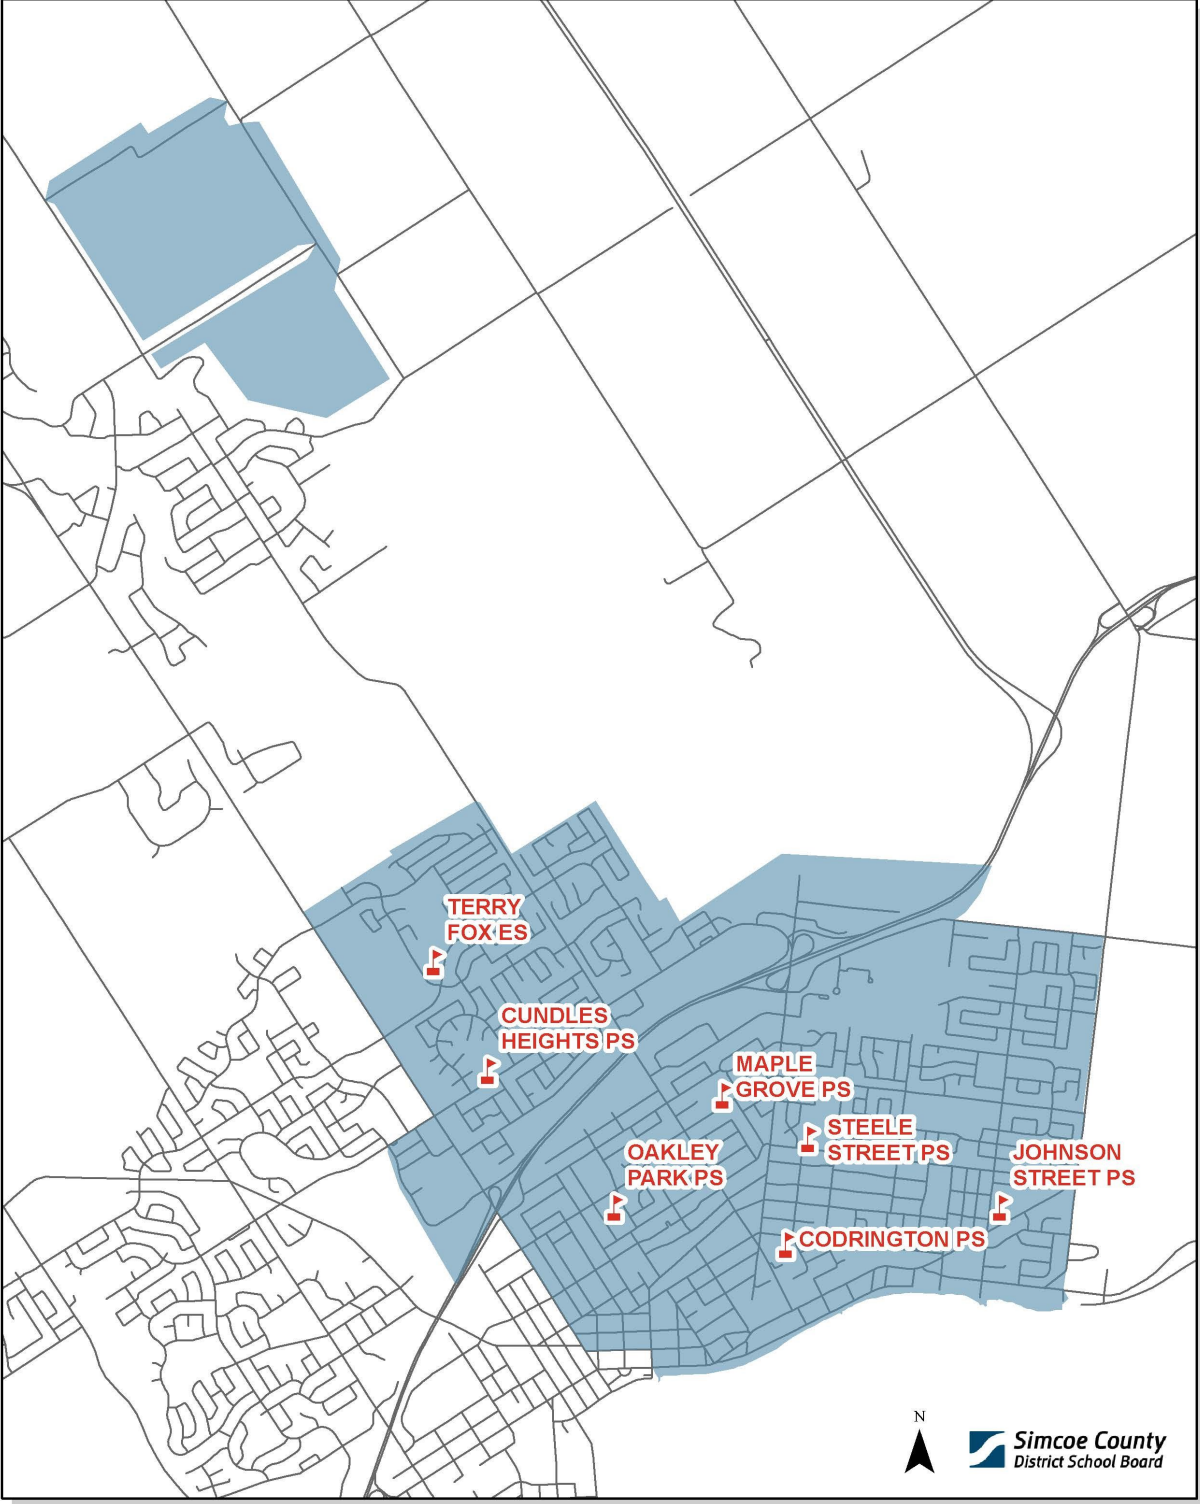 TERRY
FOX ES
CUNDLES
HEIGHTS PS
MAPLE
GROVE PS
STEELE
STREET PS
OAKLEY
PARK PS
JOHNSON
STREET PS
CODRINGTON PS
N
Simcoe County
District School Board